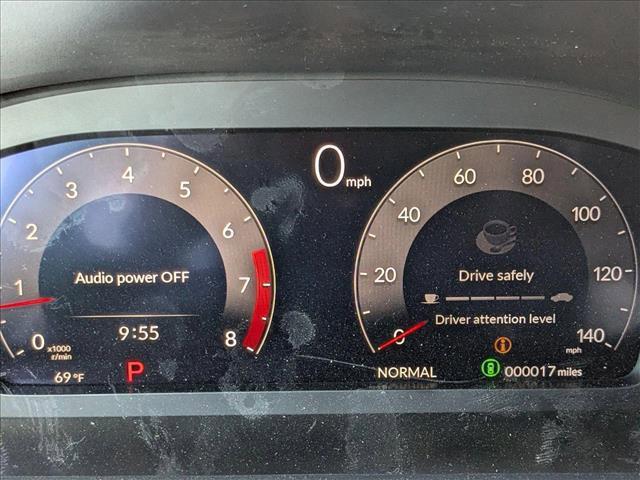 0 mph
0 1 2 3 4 5 6 7 8
x1000
r/min
Audio power OFF
9:55
69°F
P
0 20 40 60 80 100 120 140
mph
Drive safely
Driver attention level
NORMAL
000017 miles